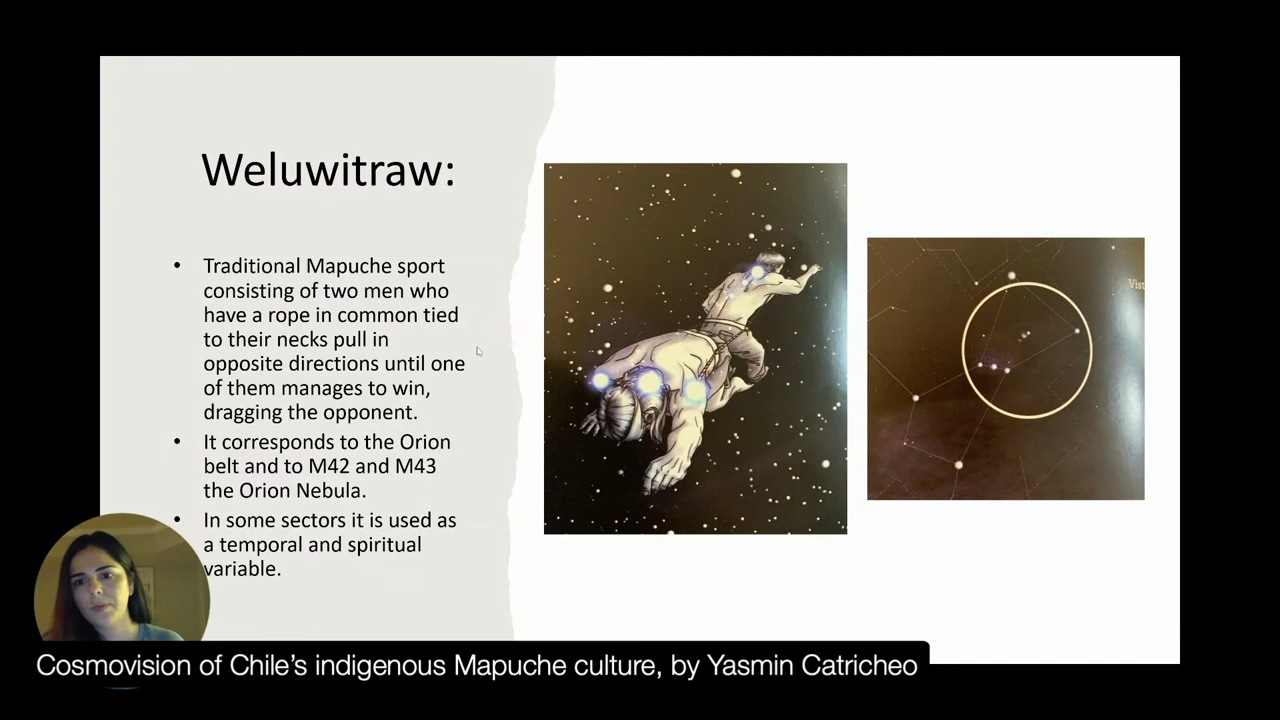 Weluwitraw:
• Traditional Mapuche sport
consisting of two men who
have a rope in common tied
to their necks pull in
opposite directions until one
of them manages to win,
dragging the opponent.
• It corresponds to the Orion
belt and to M42 and M43
the Orion Nebula.
• In some sectors it is used as
a temporal and spiritual
variable.
Vist
Cosmovision of Chile's indigenous Mapuche culture, by Yasmin Catricheo